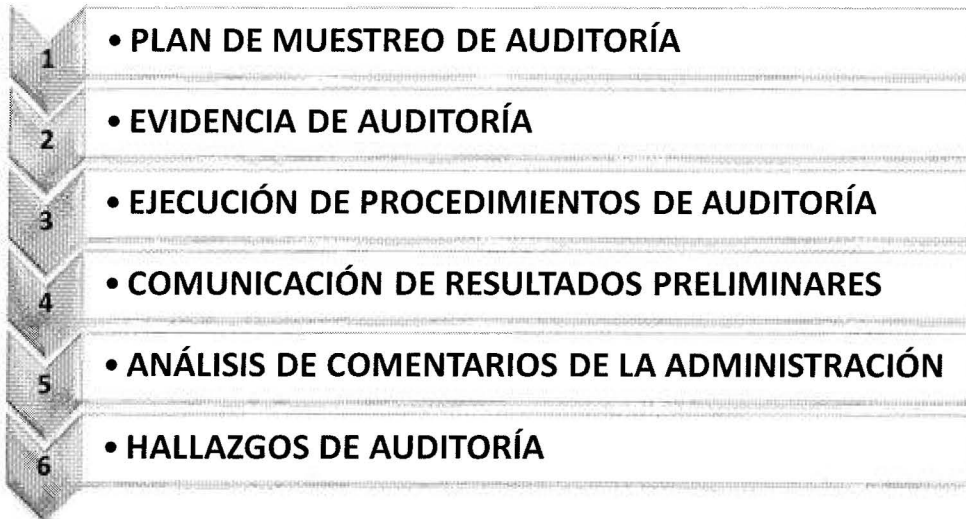 1 • PLAN DE MUESTREO DE AUDITORÍA
2 • EVIDENCIA DE AUDITORÍA
3 • EJECUCIÓN DE PROCEDIMIENTOS DE AUDITORÍA
4 • COMUNICACIÓN DE RESULTADOS PRELIMINARES
5 • ANÁLISIS DE COMENTARIOS DE LA ADMINISTRACIÓN
6 • HALLAZGOS DE AUDITORÍA